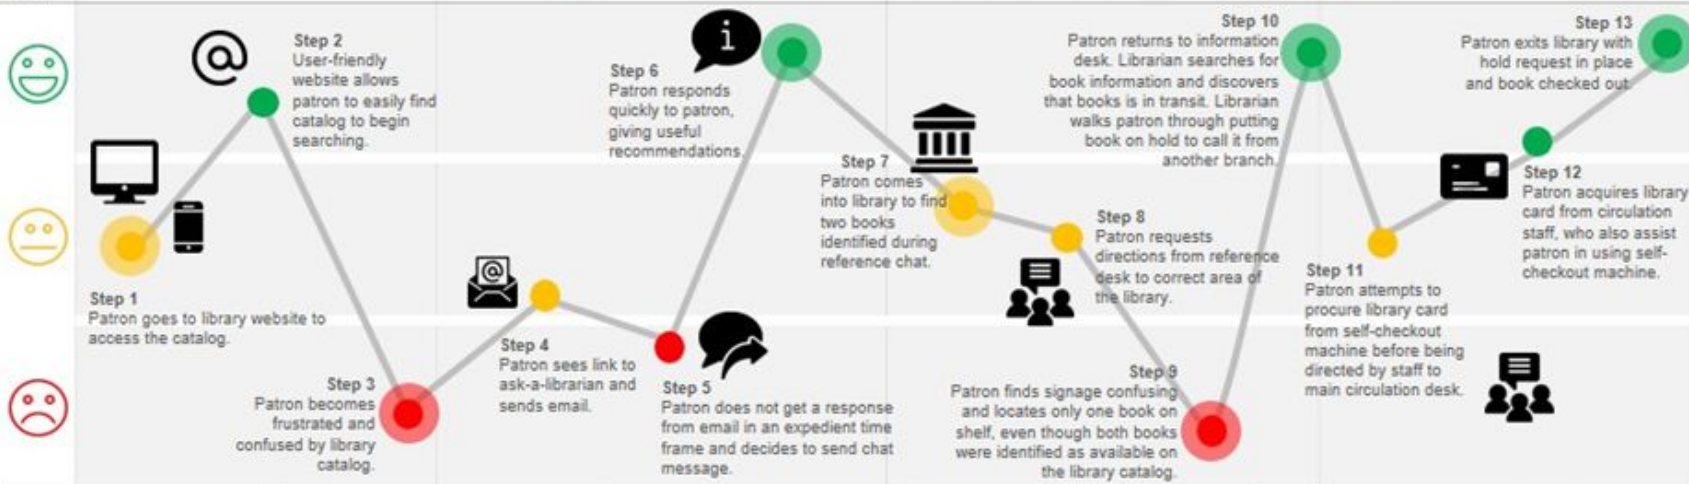 Step 1
Patron goes to library website to
access the catalog.
@
Step 2
User-friendly
website allows
patron to easily find
catalog to begin
searching.
Step 3
Patron becomes
frustrated and
confused by library
catalog.
@
Step 4
Patron sees link to
ask-a-librarian and
sends email.
Step 5
Patron does not get a response
from email in an expedient time
frame and decides to send chat
message.
i
Step 6
Patron responds
quickly to patron,
giving useful
recommendations.
Step 7
Patron comes
into library to find
two books
identified during
reference chat.
Step 8
Patron requests
directions from reference
desk to correct area of
the library.
Step 9
Patron finds signage confusing
and locates only one book on
shelf, even though both books
were identified as available on
the library catalog.
Step 10
Patron returns to information
desk. Librarian searches for
book information and discovers
that books is in transit. Librarian
walks patron through putting
book on hold to call it from
another branch.
Step 11
Patron attempts to
procure library card
from self-checkout
machine before being
directed by staff to
main circulation desk.
Step 12
Patron acquires library
card from circulation
staff, who also assist
patron in using self-
checkout machine.
Step 13
Patron exits library with
hold request in place
and book checked out.